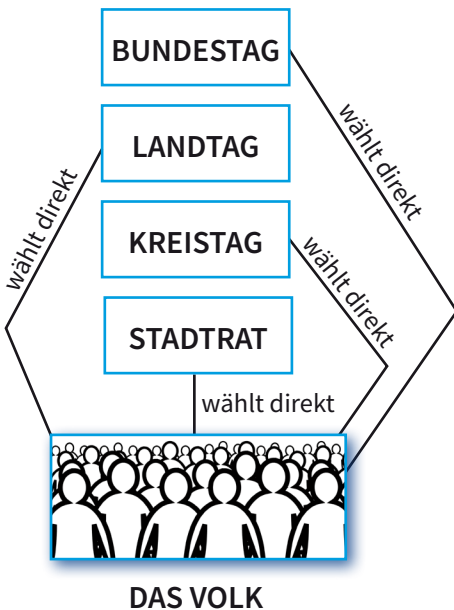 BUNDESTAG
wählt direkt
LANDTAG
wählt direkt
KREISTAG
wählt direkt
STADTRAT
wählt direkt
DAS VOLK